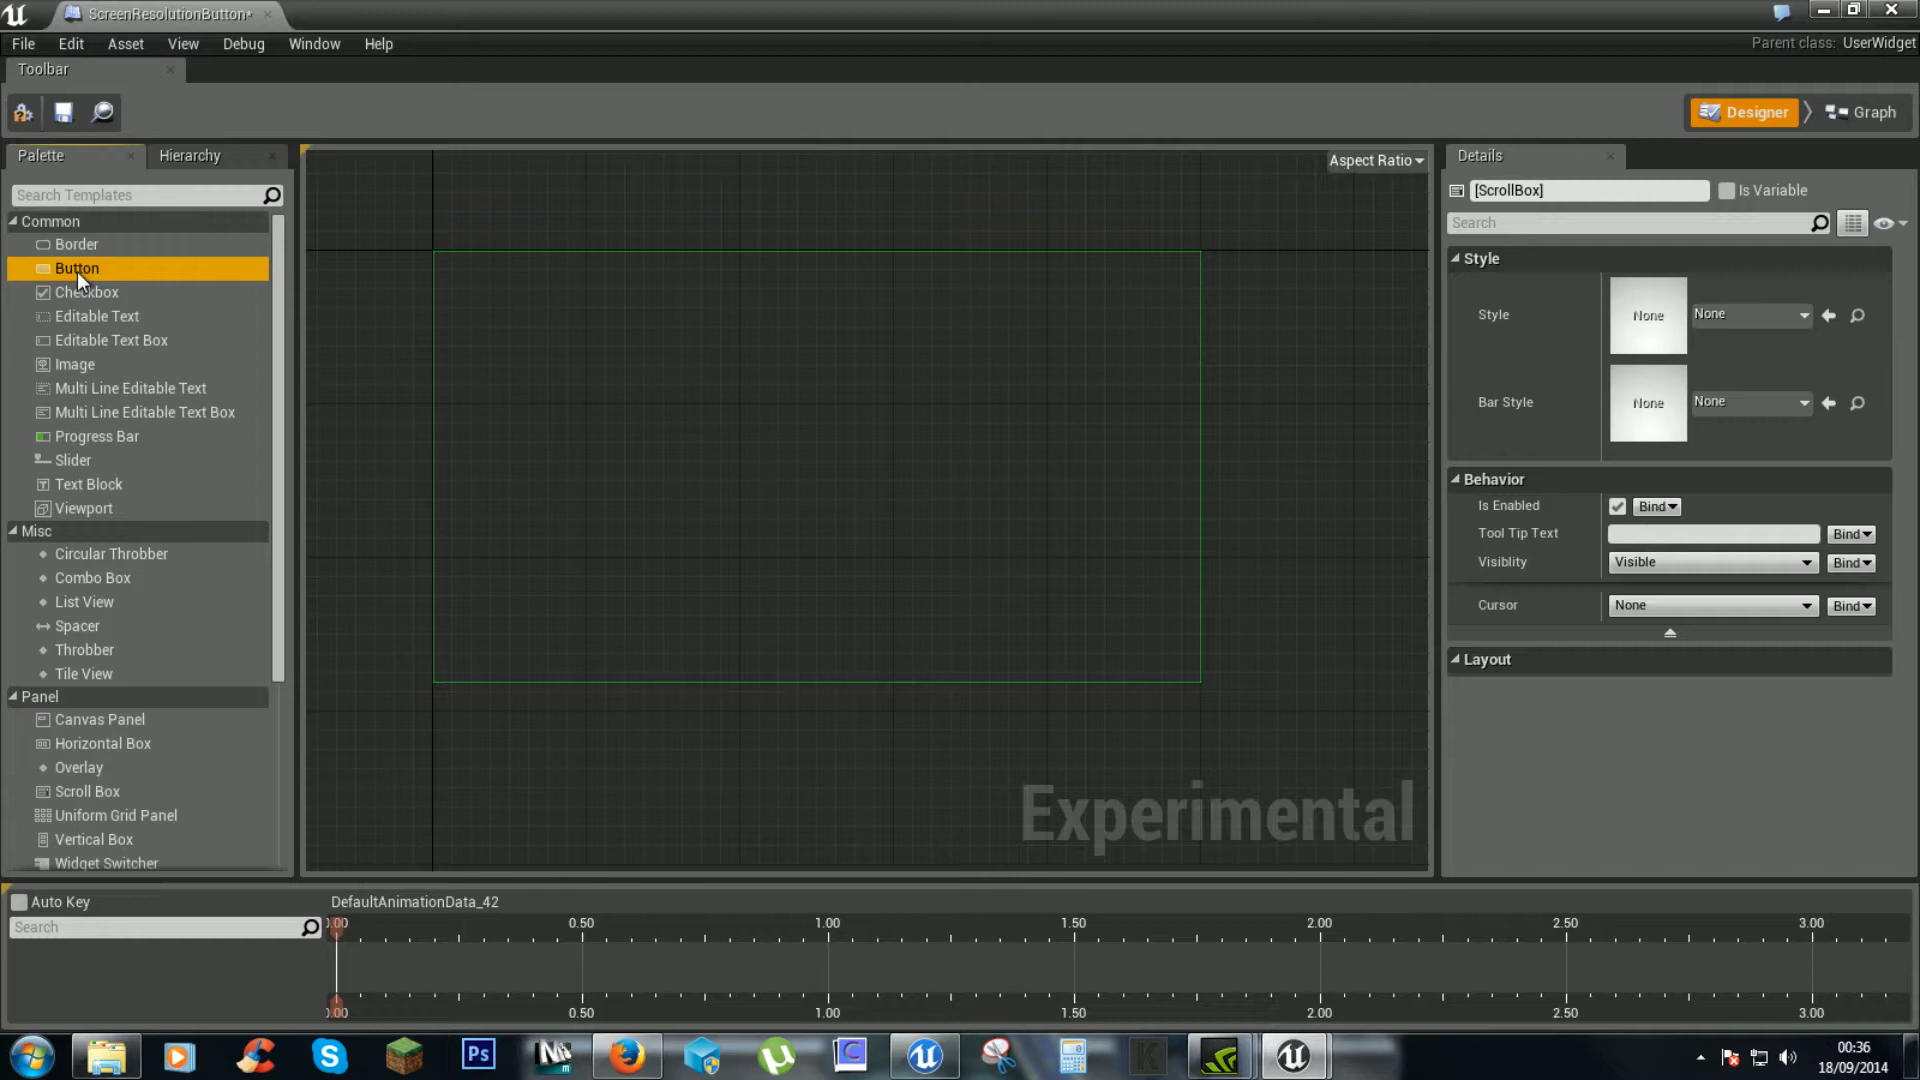 ScreenResolutionButton*
File Edit Asset View Debug Window Help
Parent class: UserWidget
Toolbar
Designer
Graph
Palette
Hierarchy
Search Templates
Common
Border
Button
Checkbox
Editable Text
Editable Text Box
Image
Multi Line Editable Text
Multi Line Editable Text Box
Progress Bar
Slider
Text Block
Viewport
Misc
Circular Throbber
Combo Box
List View
Spacer
Throbber
Tile View
Panel
Canvas Panel
Horizontal Box
Overlay
Scroll Box
Uniform Grid Panel
Vertical Box
Widget Switcher
Aspect Ratio
Experimental
Details
[ScrollBox]
Is Variable
Search
Style
Style None None
Bar Style None None
Behavior
Is Enabled Bind
Tool Tip Text Bind
Visiblity Visible Bind
Cursor None Bind
Layout
Auto Key
Search
DefaultAnimationData_42
0.00 0.50 1.00 1.50 2.00 2.50 3.00
0.00 0.50 1.00 1.50 2.00 2.50 3.00
Ps
00:36
18/09/2014